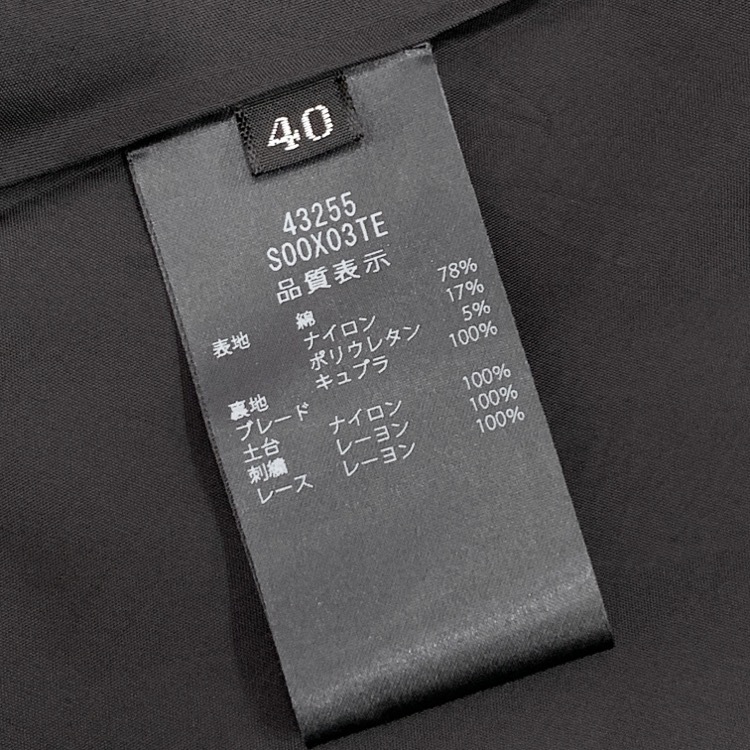 40
43255
S00X03TE
品質表示
表地 綿 78%
ナイロン 17%
ポリウレタン 5%
裏地 キュプラ 100%
ブレード
土台 ナイロン 100%
刺繍 レーヨン 100%
レース レーヨン 100%